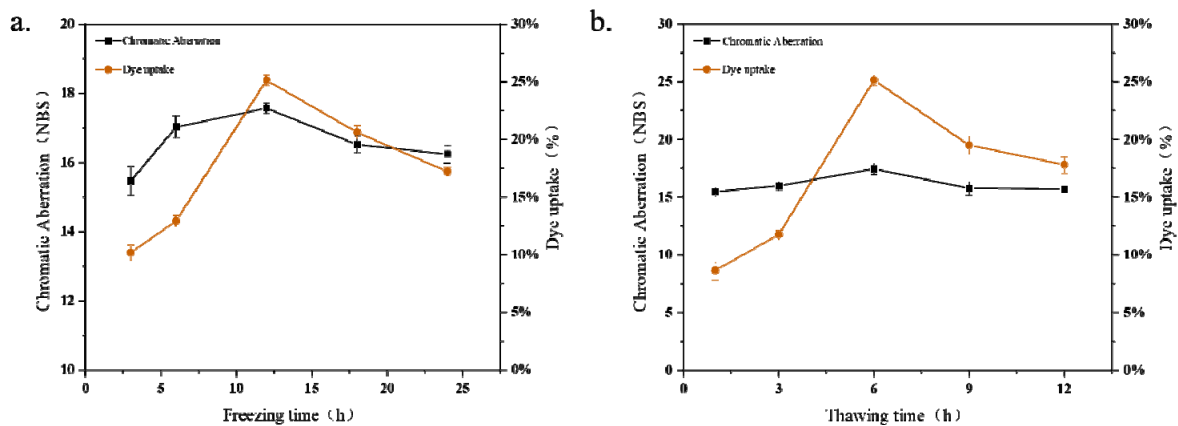 a.
Chromatic Aberration
Dye uptake
20
18
16
14
12
10
Chromatic Aberration（NBS）
30%
25%
20%
15%
10%
5%
0%
Dye uptake（%）
0 5 10 15 20 25
Freezing time（h）
b.
Chromatic Aberration
Dye uptake
30
25
20
15
10
5
0
Chromatic Aberration（NBS）
30%
25%
20%
15%
10%
5%
0%
Dye uptake（%）
0 3 6 9 12
Thawing time（h）